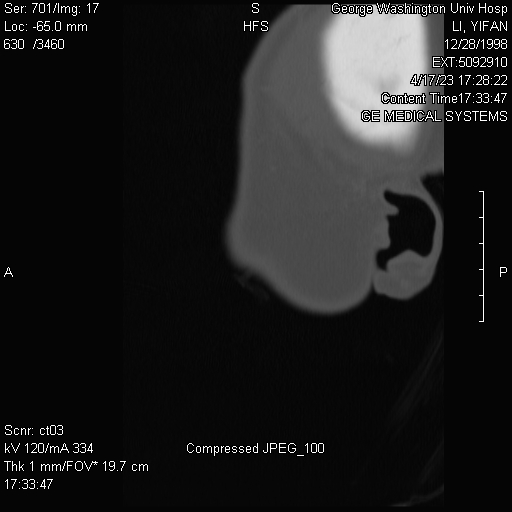 Ser: 701/Img: 17
Loc: -65.0 mm
630 /3460
S
HFS
George Washington Univ Hosp
LI, YIFAN
12/28/1998
EXT:5092910
4/17/23 17:28:22
Content Time17:33:47
GE MEDICAL SYSTEMS
A
P
Scnr: ct03
kV 120/mA 334
Thk 1 mm/FOV* 19.7 cm
17:33:47
Compressed JPEG_100